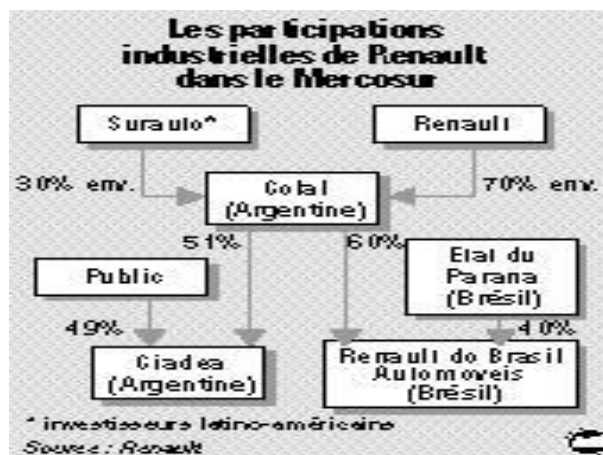 Les participations
industrielles de Renault
dans le Mercosur
Surauto*
Renault
30% env.
70% env.
Cofal
(Argentine)
51%
60%
Public
Etat du
Parana
(Brésil)
49%
40%
Ciadea
(Argentine)
Renault do Brasil
Automoveis
(Brésil)
* investisseurs latino-américains
Source : Renault